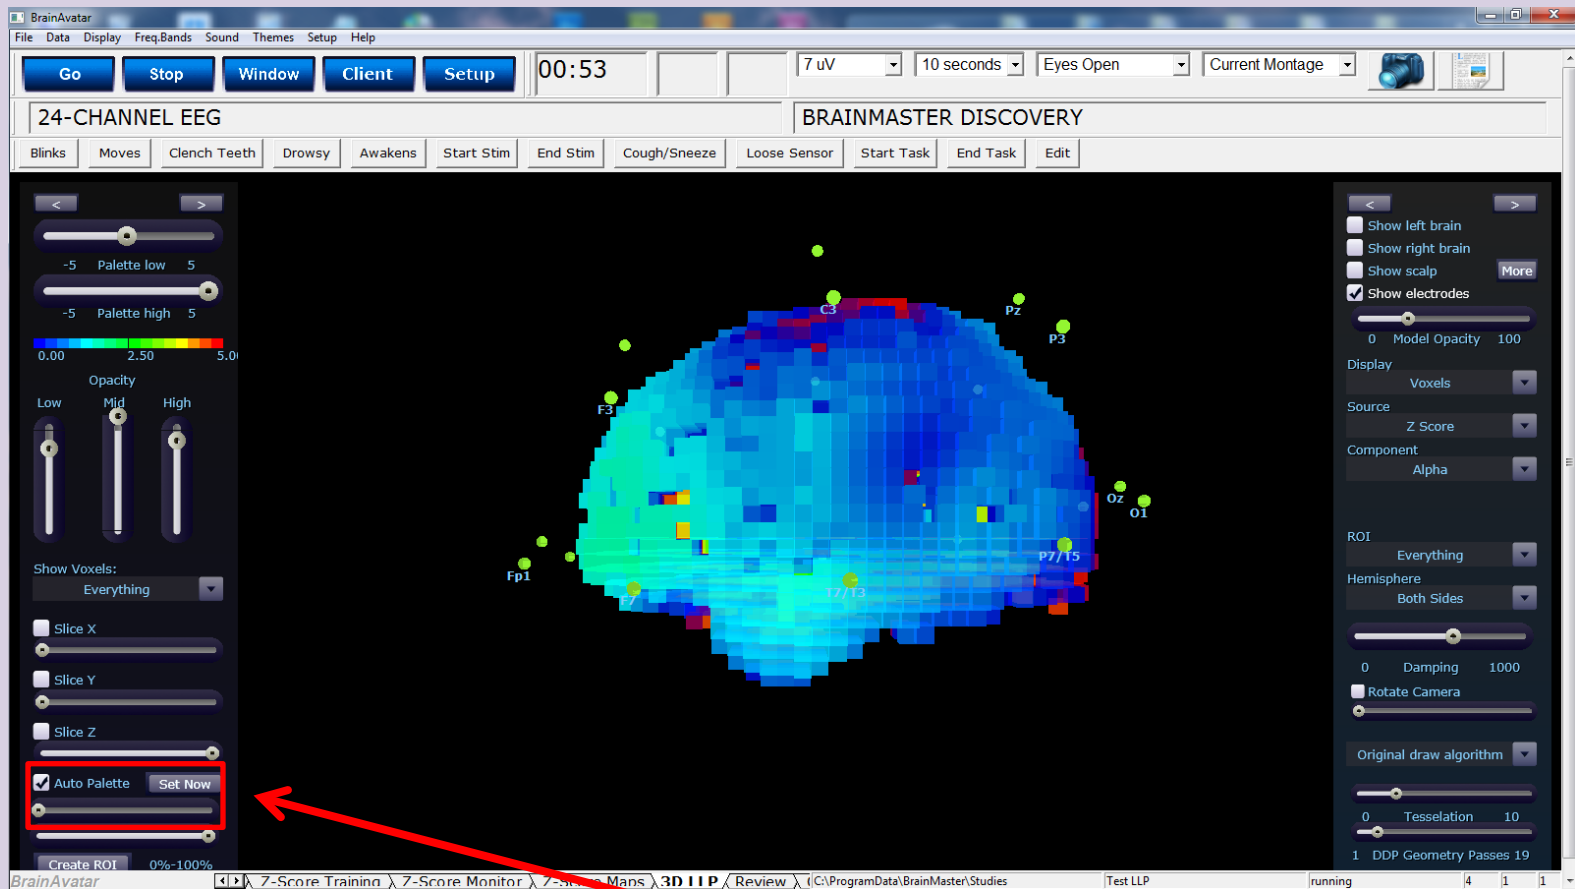 BrainAvatar
File Data Display Freq.Bands Sound Themes Setup Help
Go Stop Window Client Setup 00:53 7 uV 10 seconds Eyes Open Current Montage
24-CHANNEL EEG BRAINMASTER DISCOVERY
Blinks Moves Clench Teeth Drowsy Awakens Start Stim End Stim Cough/Sneeze Loose Sensor Start Task End Task Edit
< >
-5 Palette low 5
-5 Palette high 5
0.00 2.50 5.0
Opacity
Low Mid High
Show Voxels:
Everything
Slice X
Slice Y
Slice Z
Auto Palette Set Now
Create ROI 0%-100%
C3
Pz
P3
F3
Oz
O1
P7/T5
Fp1
F7
T7/T3
< >
Show left brain
Show right brain
Show scalp More
Show electrodes
0 Model Opacity 100
Display
Voxels
Source
Z Score
Component
Alpha
ROI
Everything
Hemisphere
Both Sides
0 Damping 1000
Rotate Camera
Original draw algorithm
0 Tesselation 10
1 DDP Geometry Passes 19
BrainAvatar Z-Score Training Z-Score Monitor Z-Score Maps 3D LLP Review C:\ProgramData\BrainMaster\Studies Test LLP running 4 1 1